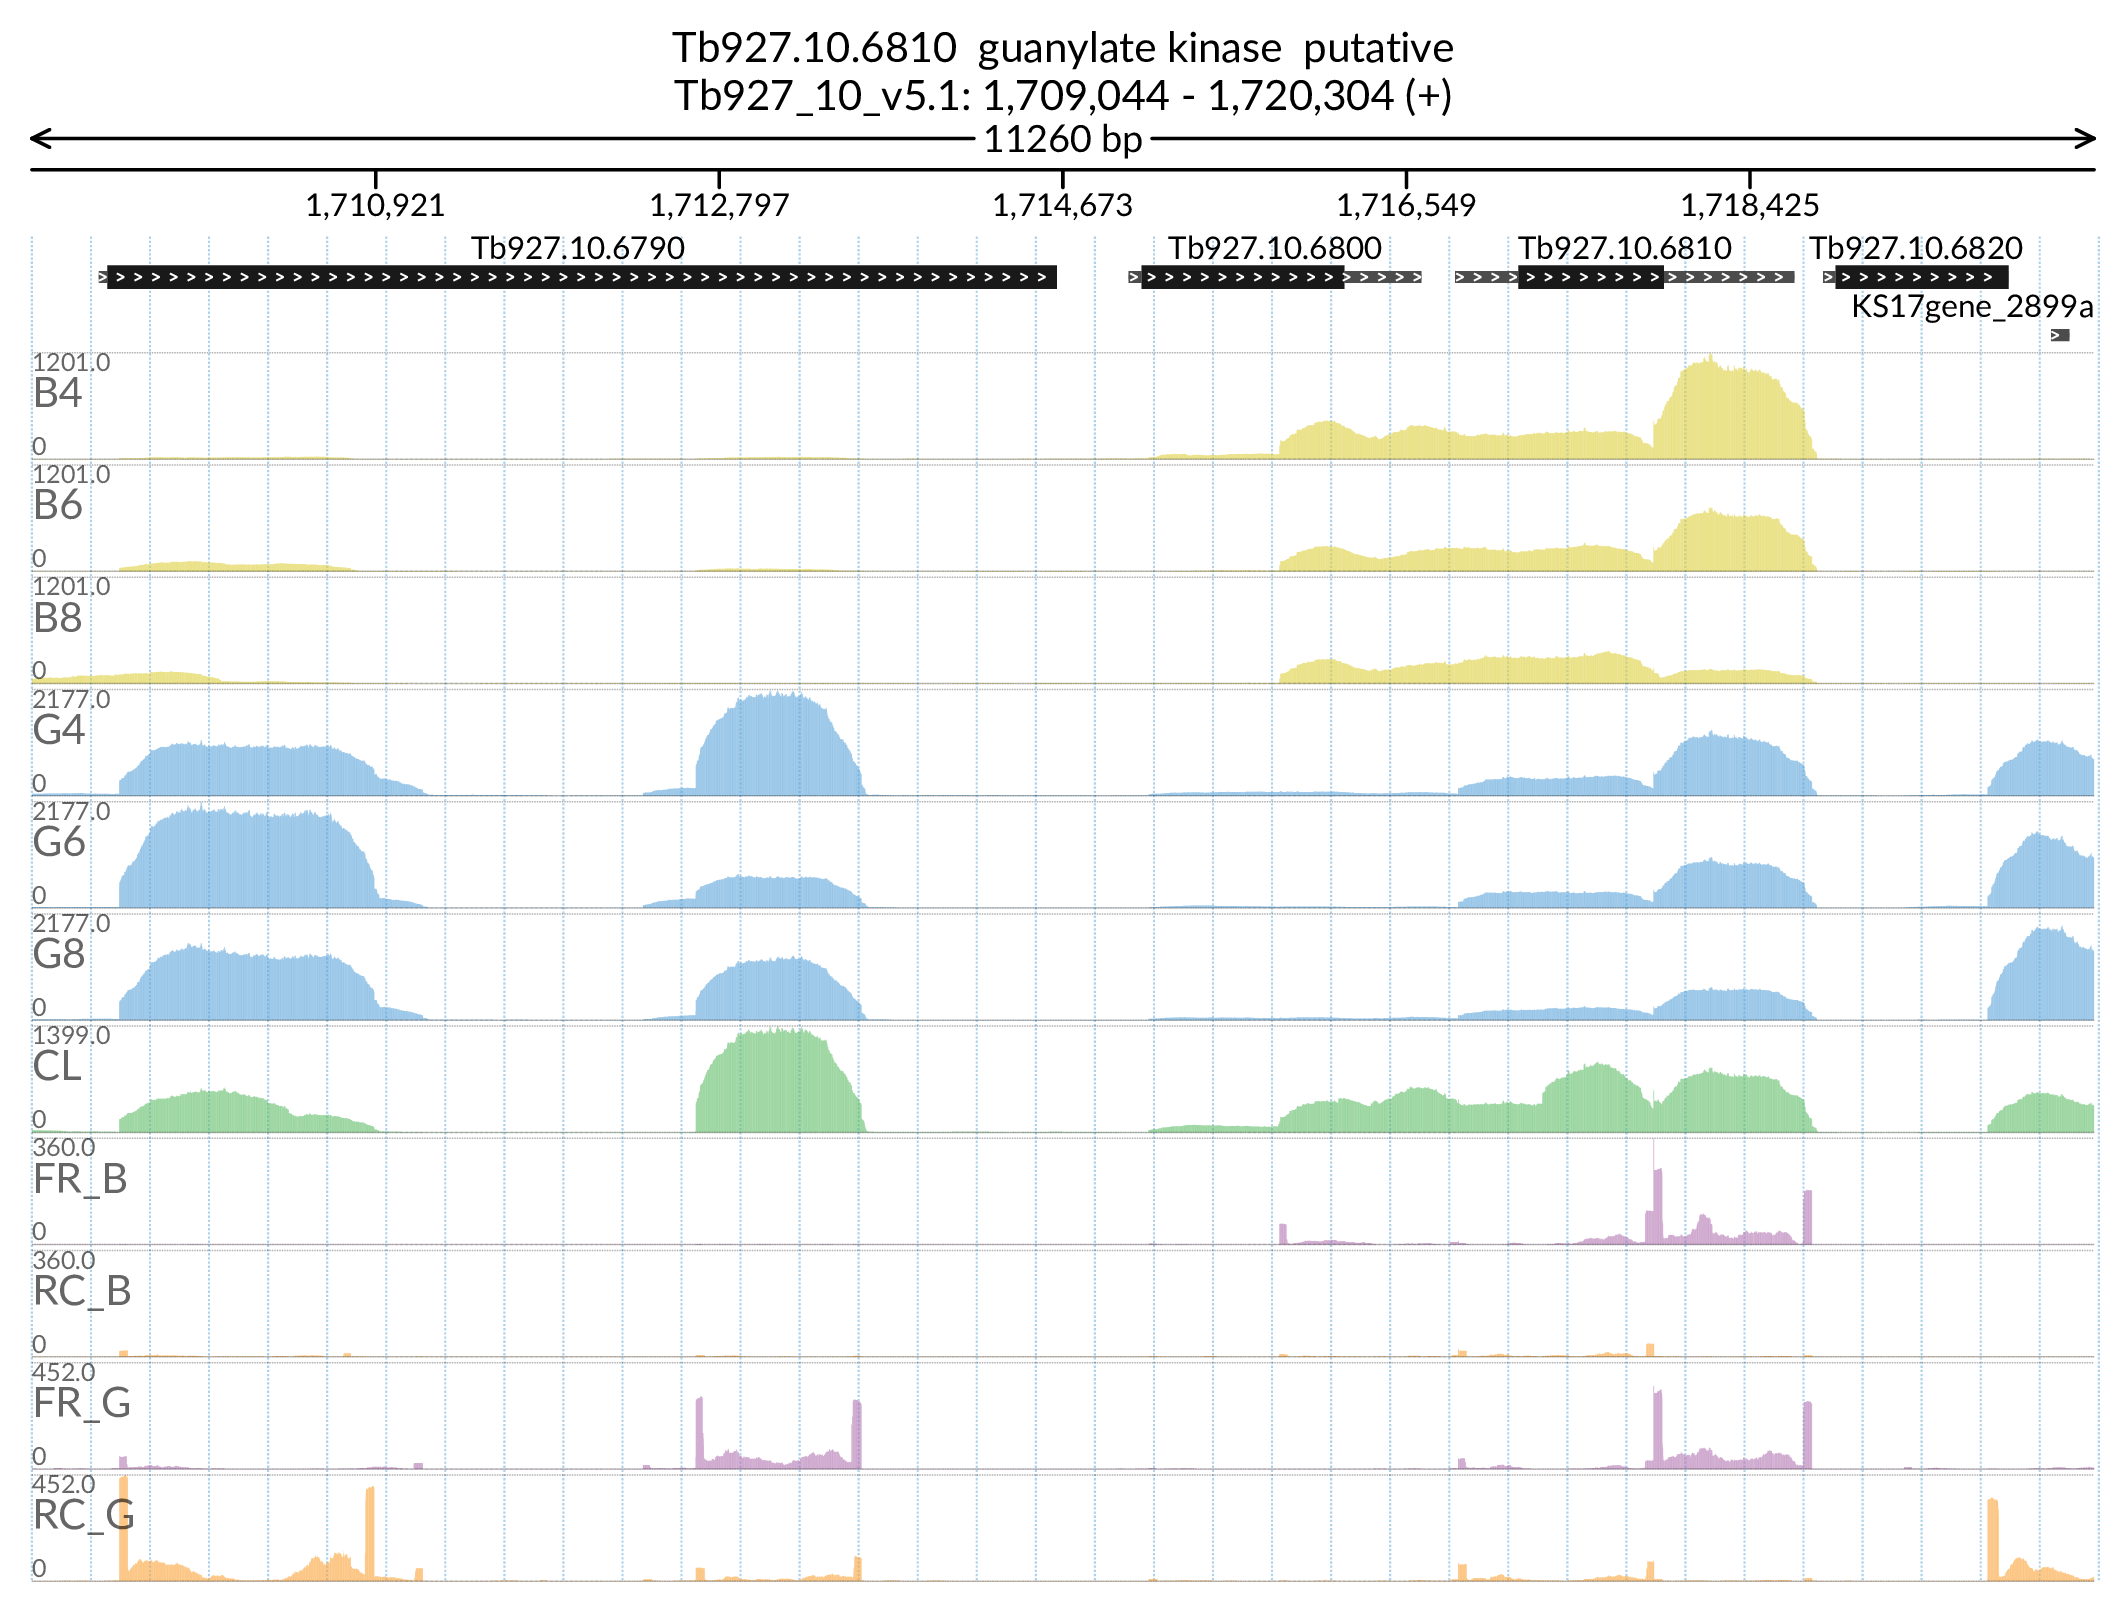 Tb927.10.6810  guanylate kinase  putative
Tb927_10_v5.1: 1,709,044 - 1,720,304 (+)
11260 bp
1,710,921 1,712,797 1,714,673 1,716,549 1,718,425
Tb927.10.6790 Tb927.10.6800 Tb927.10.6810 Tb927.10.6820
KS17gene_2899a
1201.0
B4
0
1201.0
B6
0
1201.0
B8
0
2177.0
G4
0
2177.0
G6
0
2177.0
G8
0
1399.0
CL
0
360.0
FR_B
0
360.0
RC_B
0
452.0
FR_G
0
452.0
RC_G
0